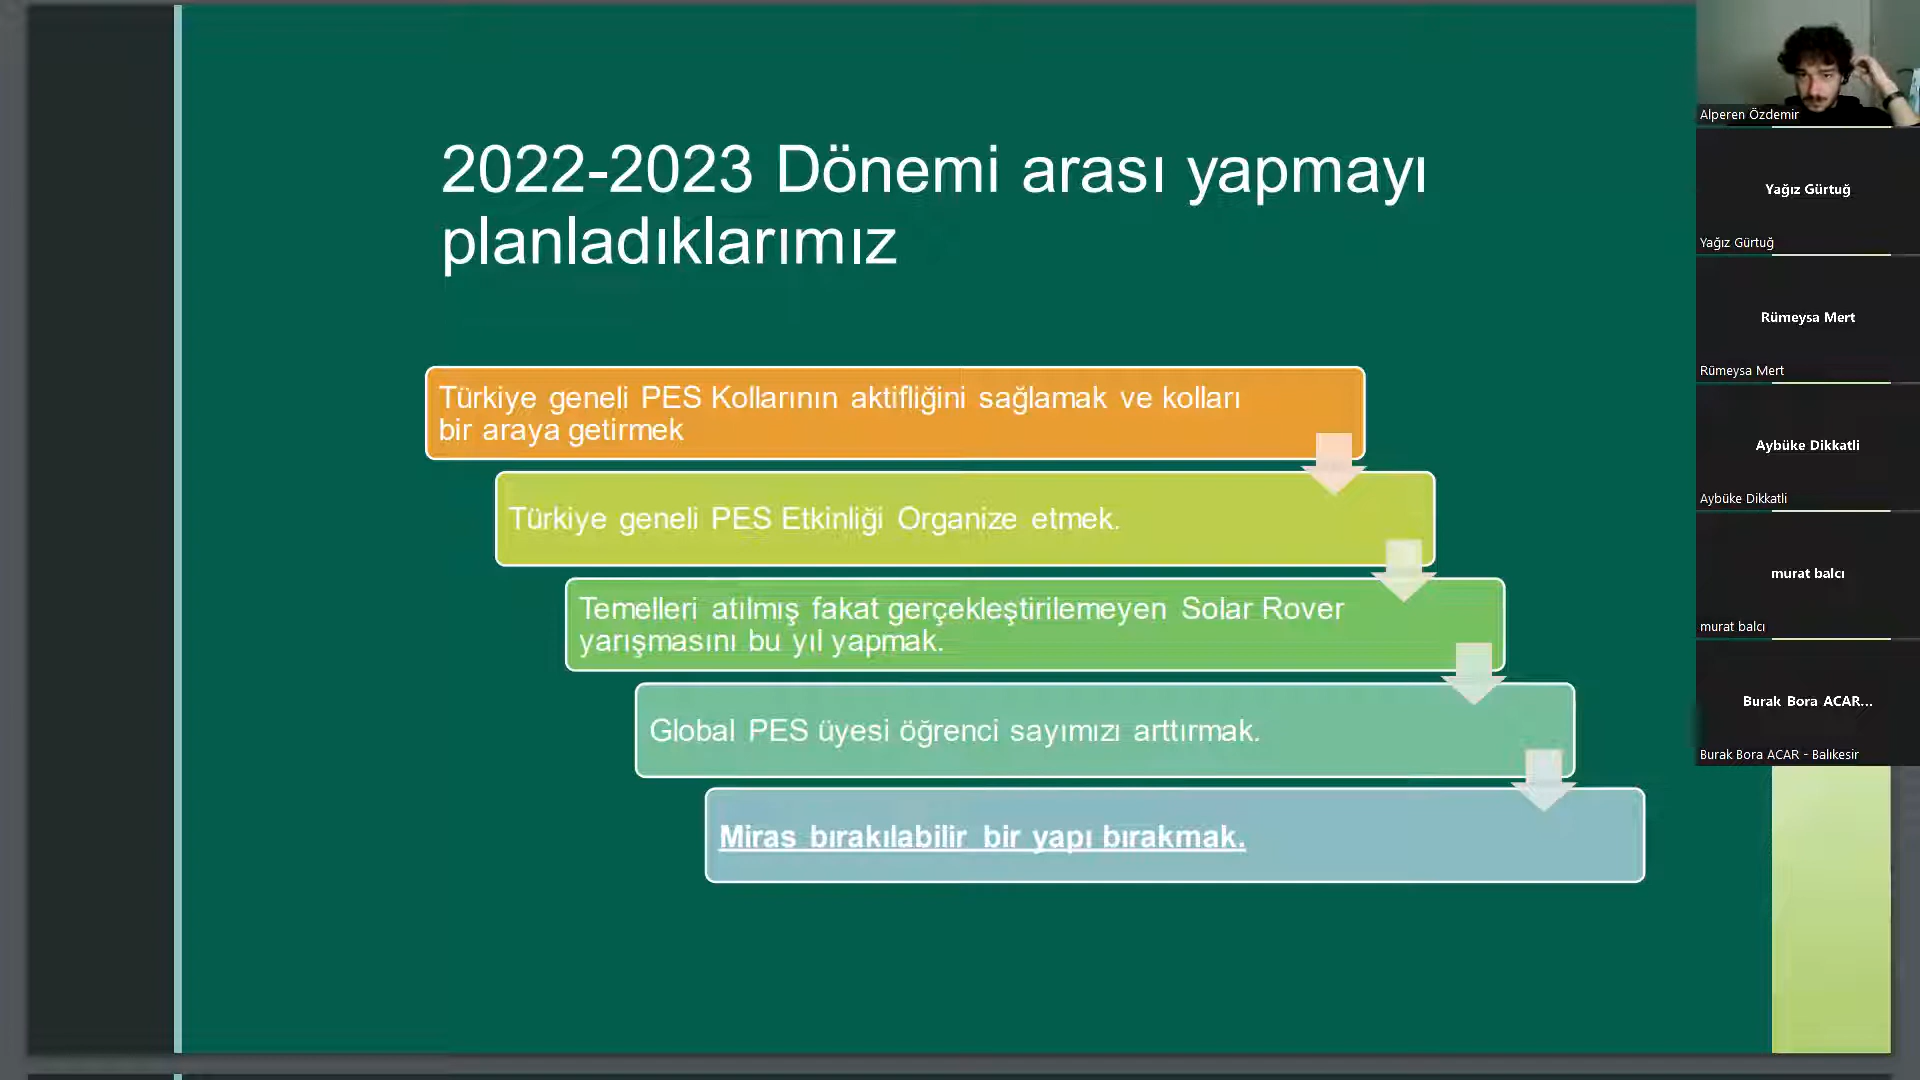 2022-2023 Dönemi arası yapmayı
planladıklarımız
Türkiye geneli PES Kollarının aktifliğini sağlamak ve kolları
bir araya getirmek
Türkiye geneli PES Etkinliği Organize etmek.
Temelleri atılmış fakat gerçekleştirilemeyen Solar Rover
yarışmasını bu yıl yapmak.
Global PES üyesi öğrenci sayımızı arttırmak.
Miras bırakılabilir bir yapı bırakmak.
Alperen Özdemir
Yağız Gürtuğ
Yağız Gürtuğ
Rümeysa Mert
Rümeysa Mert
Aybüke Dikkatli
Aybüke Dikkatli
murat balcı
murat balcı
Burak Bora ACAR...
Burak Bora ACAR - Balıkesir